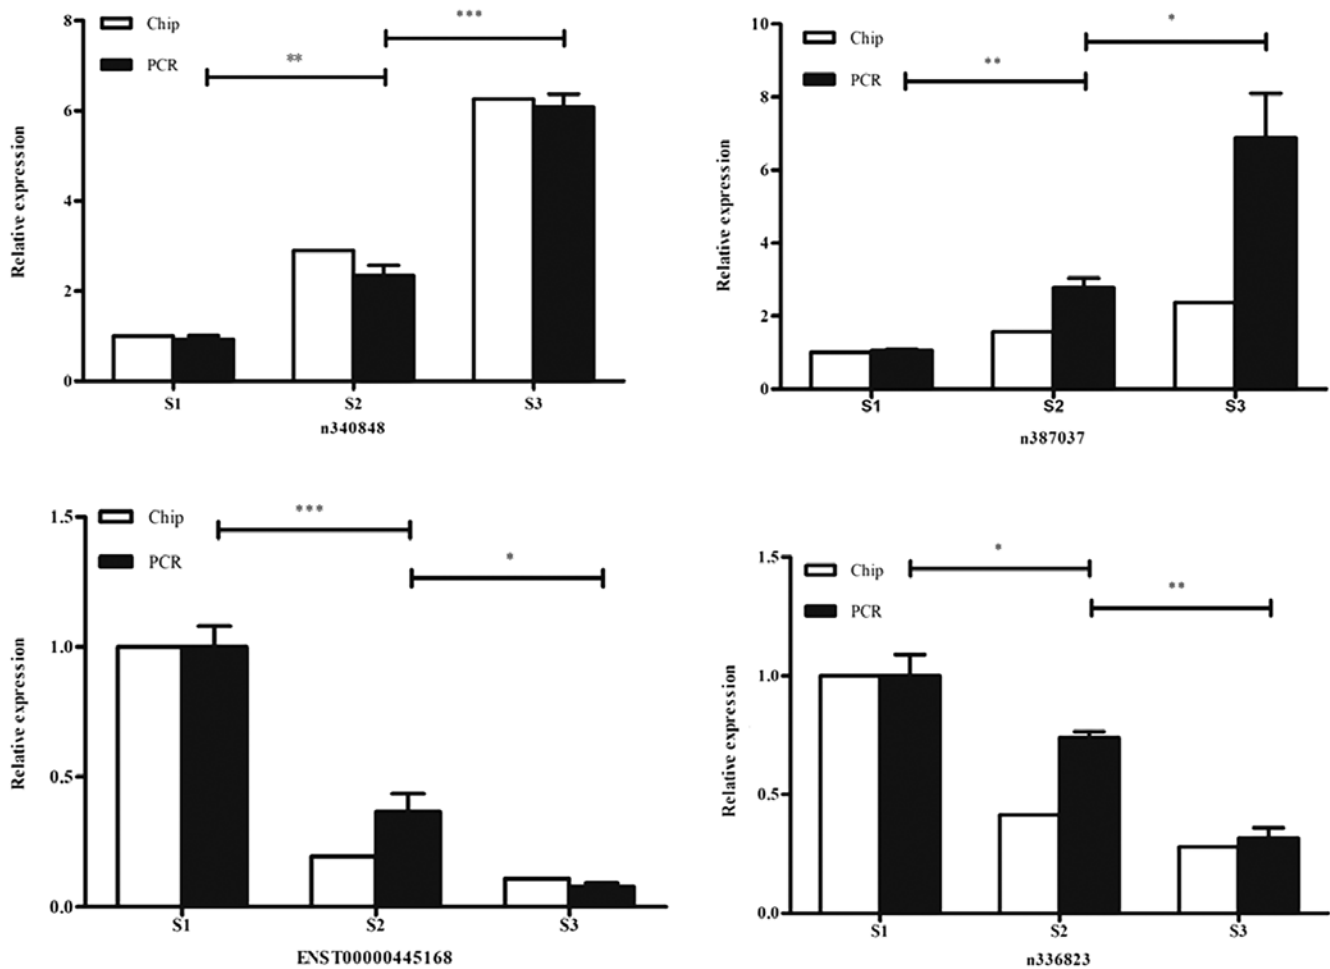 8
6
4
2
0
Relative expression
Chip
PCR
**
***
S1 S2 S3
n340848
10
8
6
4
2
0
Relative expression
Chip
PCR
**
*
S1 S2 S3
n387037
1.5
1.0
0.5
0.0
Relative expression
Chip
PCR
***
*
S1 S2 S3
ENST00000445168
1.5
1.0
0.5
0.0
Relative expression
Chip
PCR
*
**
S1 S2 S3
n336823